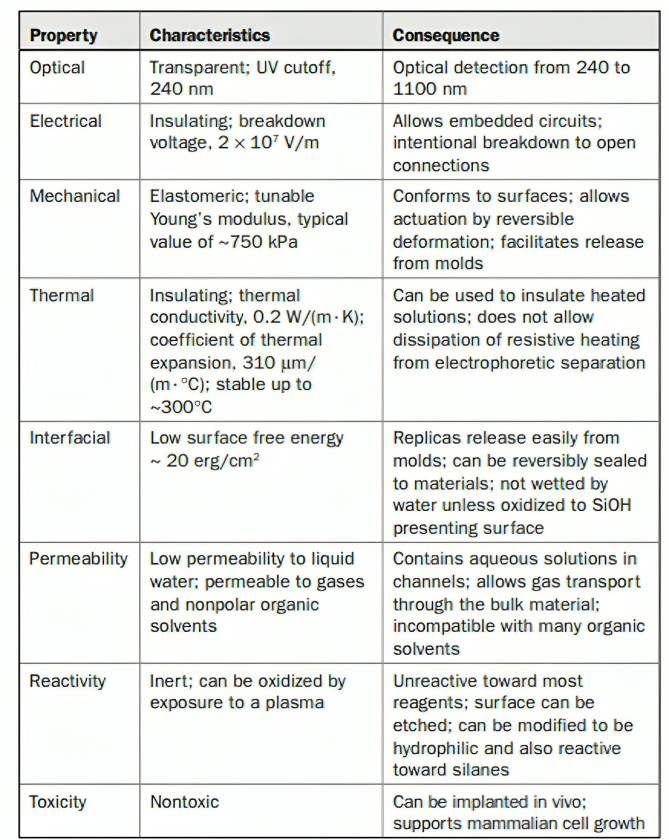 Property Characteristics Consequence
Optical Transparent; UV cutoff, Optical detection from 240 to
240 nm 1100 nm
Electrical Insulating; breakdown Allows embedded circuits;
voltage, 2 × 10⁷ V/m intentional breakdown to open
connections
Mechanical Elastomeric; tunable Conforms to surfaces; allows
Young's modulus, typical actuation by reversible
value of ~750 kPa deformation; facilitates release
from molds
Thermal Insulating; thermal Can be used to insulate heated
conductivity, 0.2 W/(m·K); solutions; does not allow
coefficient of thermal dissipation of resistive heating
expansion, 310 µm/ from electrophoretic separation
(m·°C); stable up to
~300°C
Interfacial Low surface free energy Replicas release easily from
~ 20 erg/cm² molds; can be reversibly sealed
to materials; not wetted by
water unless oxidized to SiOH
presenting surface
Permeability Low permeability to liquid Contains aqueous solutions in
water; permeable to gases channels; allows gas transport
and nonpolar organic through the bulk material;
solvents incompatible with many organic
solvents
Reactivity Inert; can be oxidized by Unreactive toward most
exposure to a plasma reagents; surface can be
etched; can be modified to be
hydrophilic and also reactive
toward silanes
Toxicity Nontoxic Can be implanted in vivo;
supports mammalian cell growth